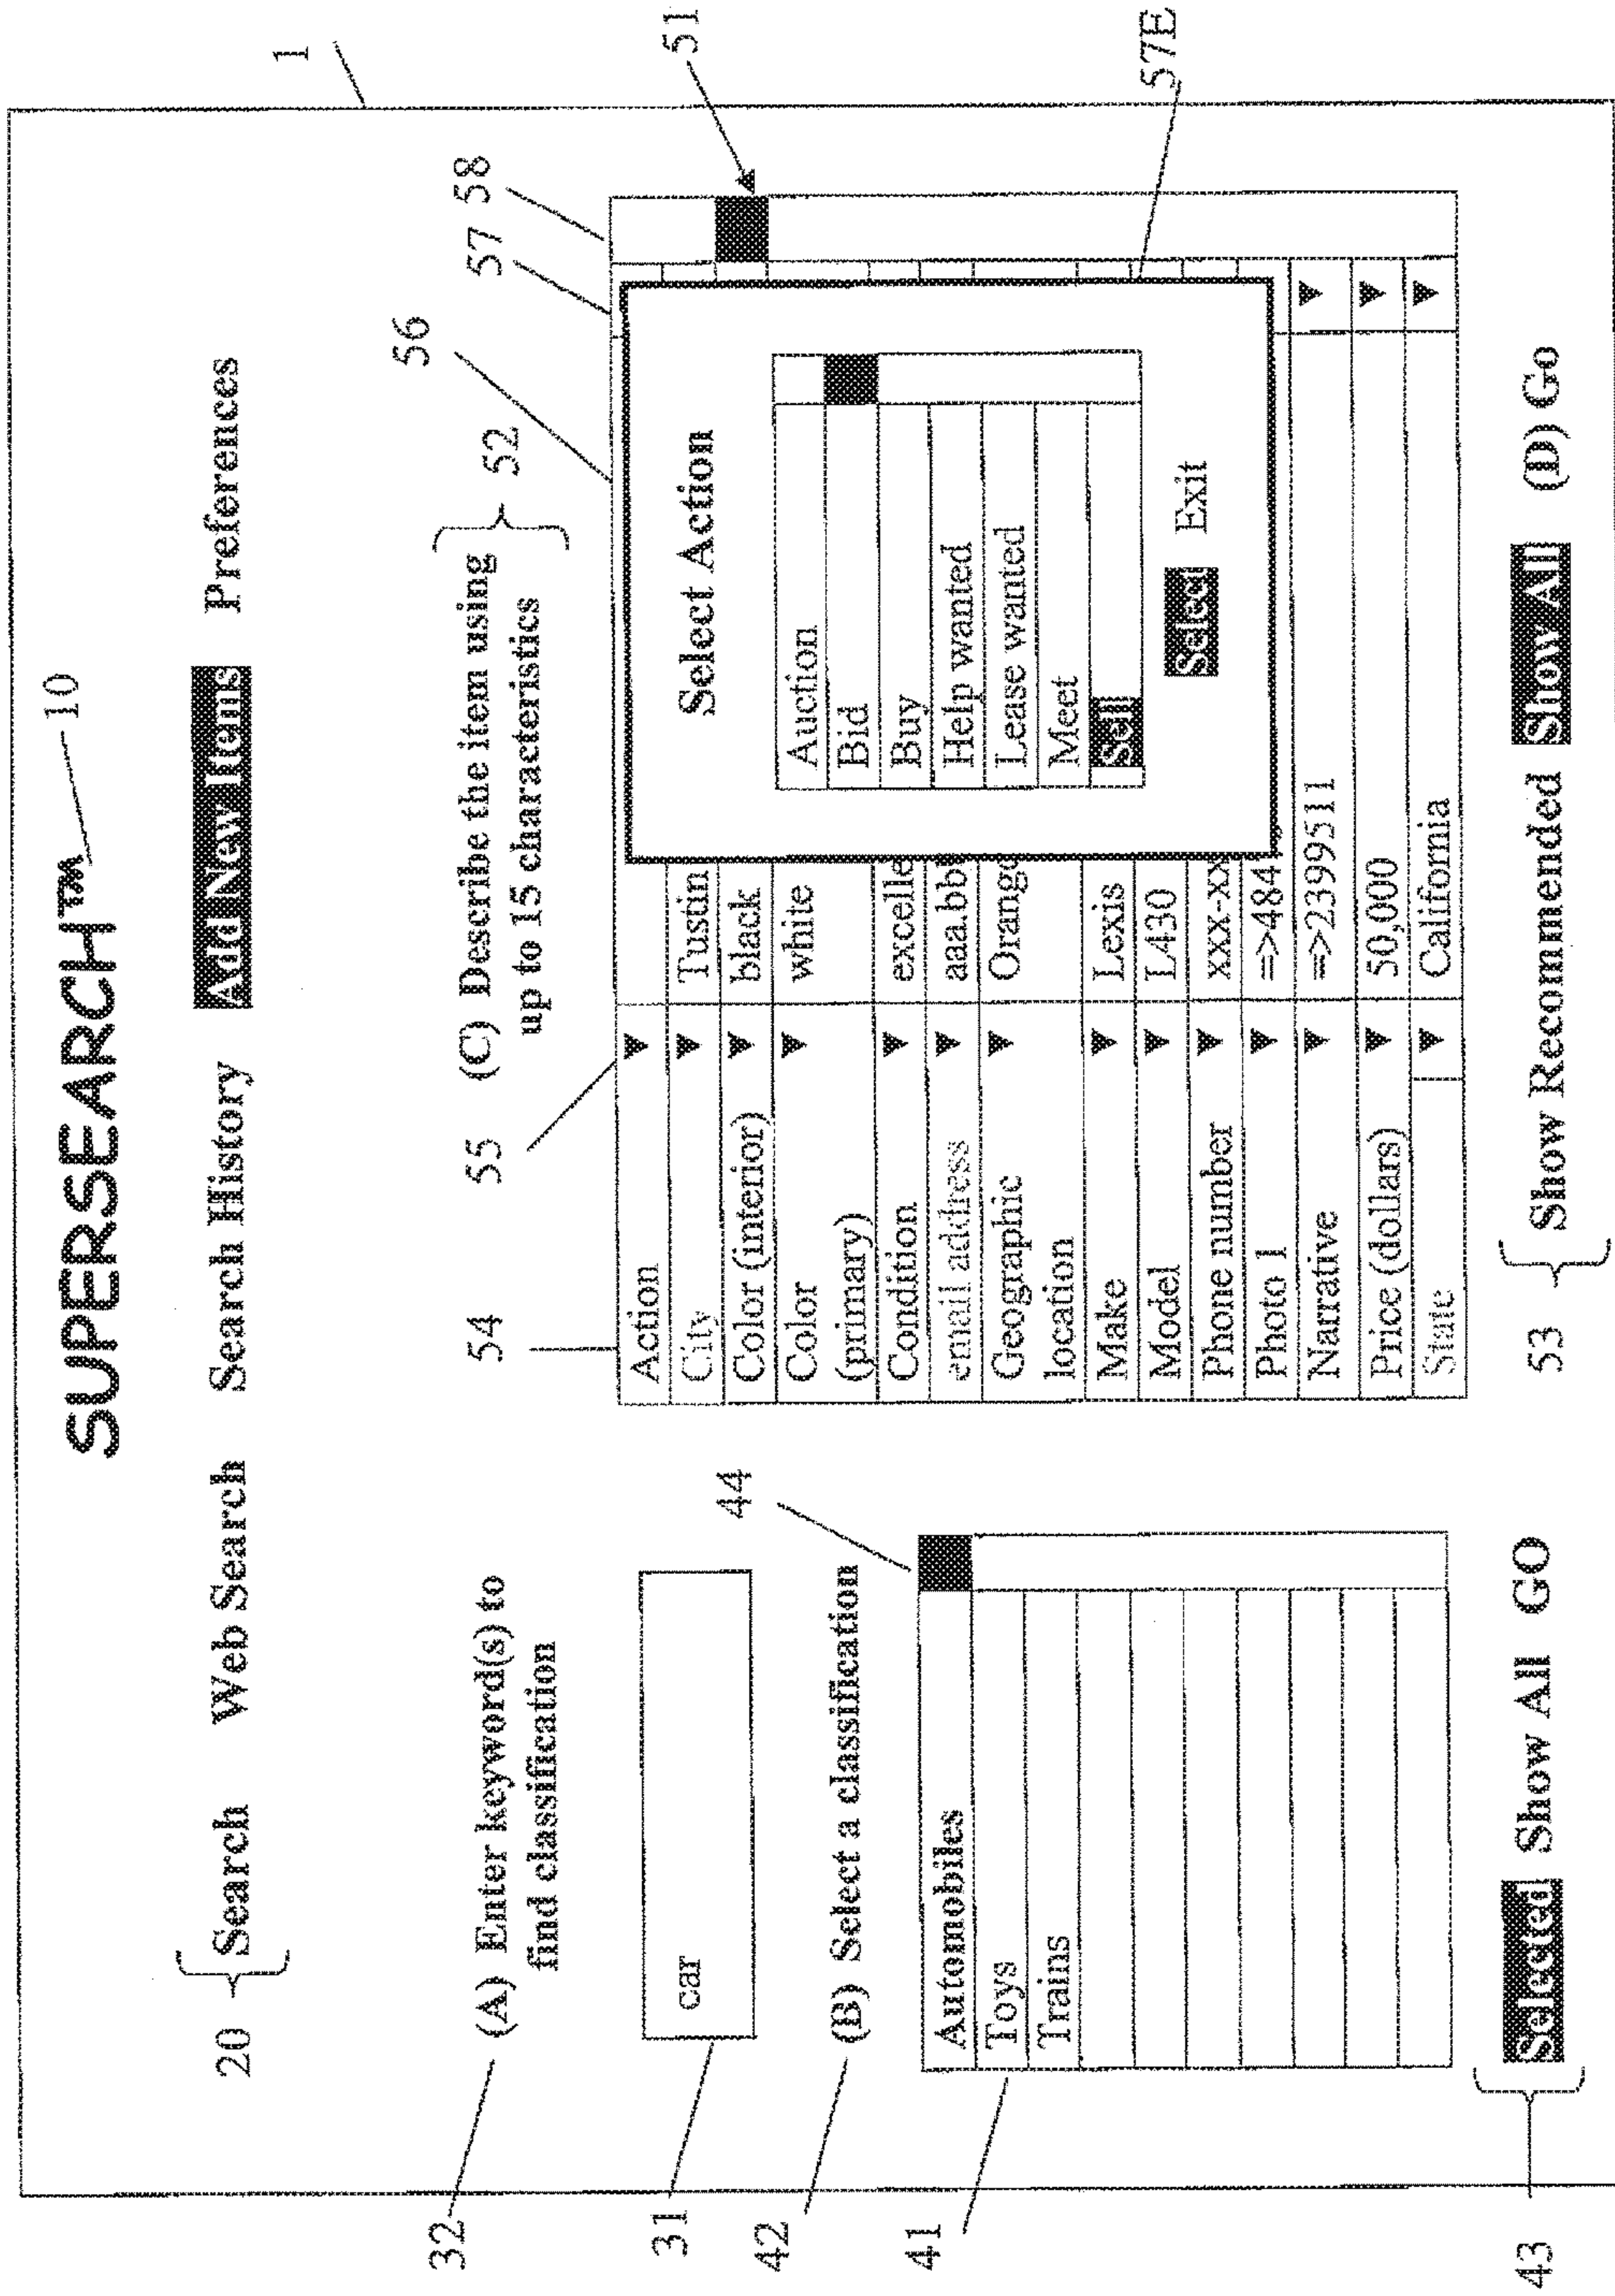 1
SUPERSEARCH™ 10
20 Search Web Search Search History Add New Items Preferences
32 (A) Enter keyword(s) to
find classification
31 car
42 (B) Select a classification
44
41
Automobiles
Toys
Trains
43 Selected Show All GO
(C) Describe the item using
up to 15 characteristics
52
54 55 56 57 58
51
Action ▼
City ▼ Tustin
Color (interior) ▼ black
Color ▼ white
(primary)
Condition ▼ excelle
email address ▼ aaa.bb
Geographic ▼ Orange
location
Make ▼ Lexis
Model ▼ L430
Phone number ▼ xxx-xx
Photo 1 ▼ =>484
Narrative ▼ =>2399511 ▼
Price (dollars) ▼ 50,000 ▼
State ▼ California ▼
Select Action
Auction
Bid
Buy
Help wanted
Lease wanted
Meet
Sell
Select Exit
57E
53 Show Recommended Show All (D) Go